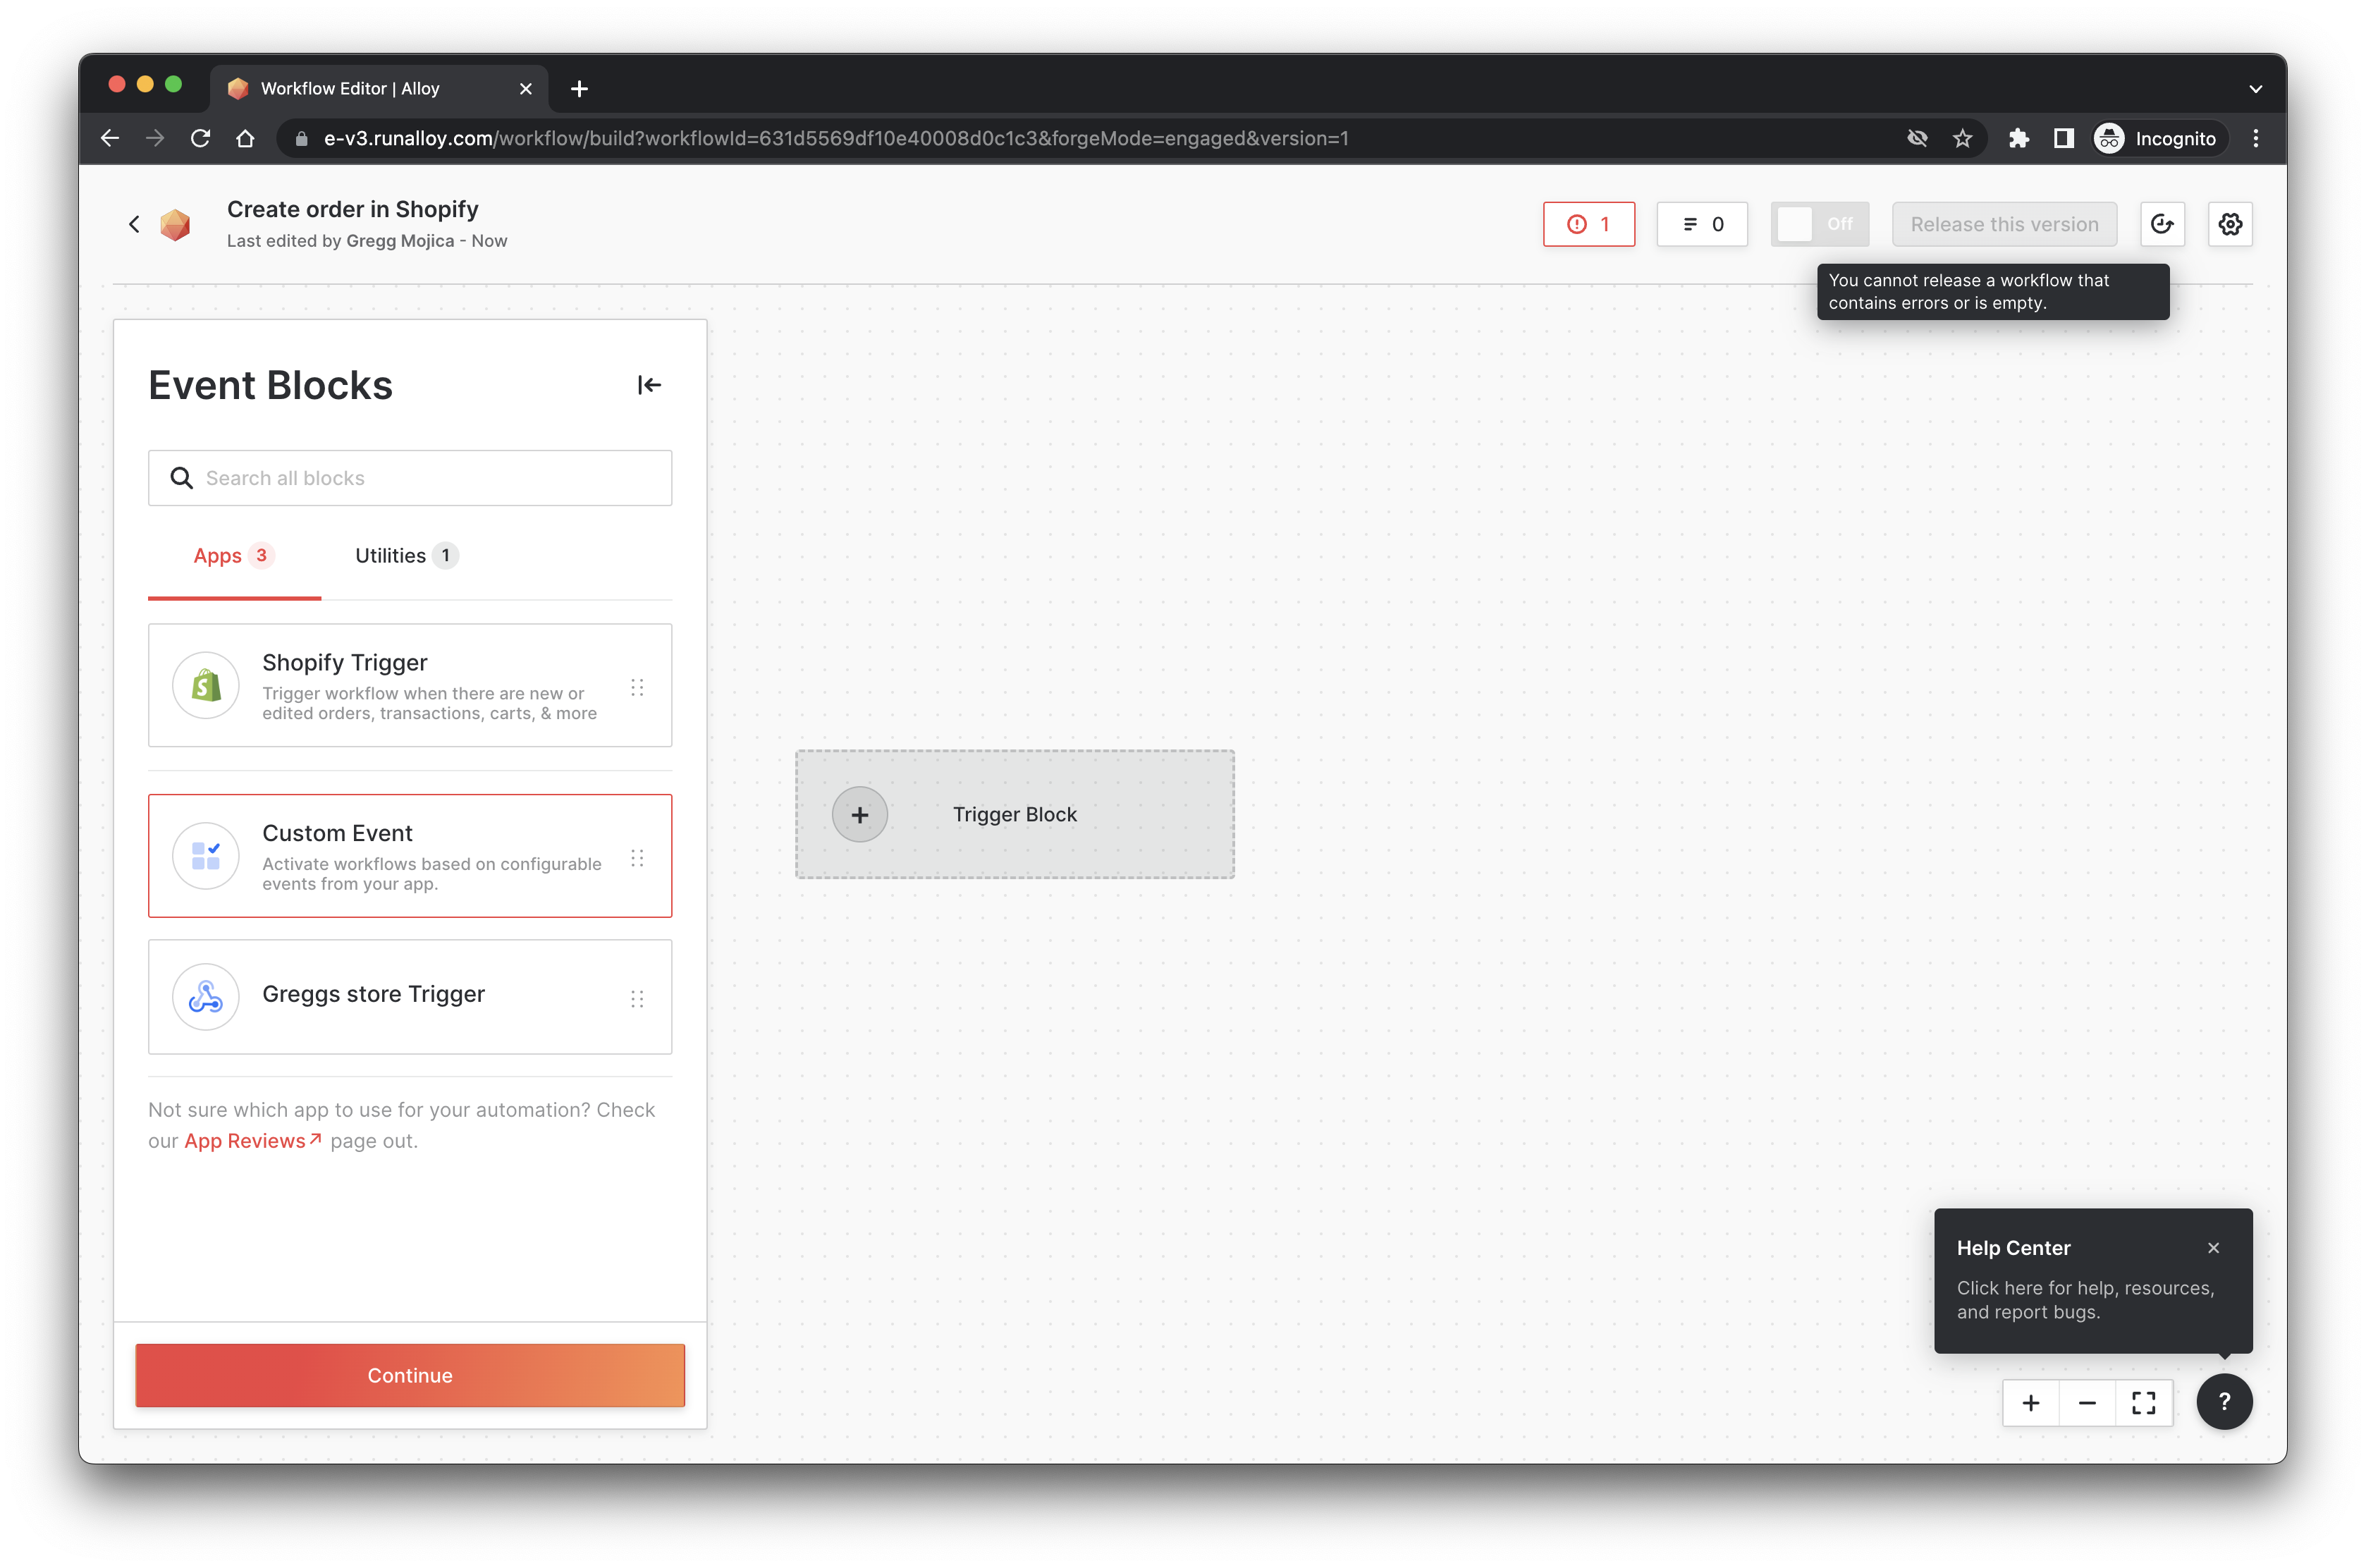 Workflow Editor | Alloy
e-v3.runalloy.com/workflow/build?workflowId=631d5569df10e40008d0c1c3&forgeMode=engaged&version=1
Incognito
Create order in Shopify
Last edited by Gregg Mojica - Now
1
0
Off
Release this version
You cannot release a workflow that
contains errors or is empty.
Event Blocks
Search all blocks
Apps 3
Utilities 1
Shopify Trigger
Trigger workflow when there are new or
edited orders, transactions, carts, & more
Custom Event
Activate workflows based on configurable
events from your app.
Greggs store Trigger
Not sure which app to use for your automation? Check
our App Reviews page out.
Continue
Trigger Block
Help Center
Click here for help, resources,
and report bugs.
?